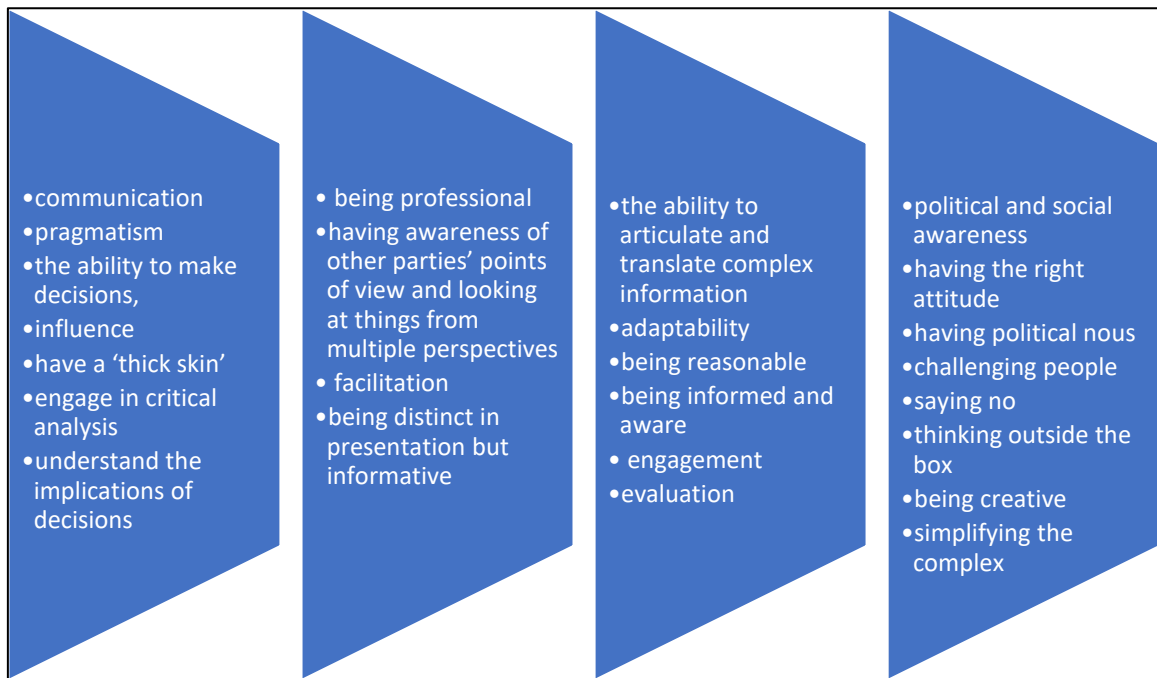 •communication
•pragmatism
•the ability to make
decisions,
•influence
•have a ‘thick skin’
•engage in critical
analysis
•understand the
implications of
decisions
• being professional
•having awareness of
other parties’ points
of view and looking
at things from
multiple perspectives
• facilitation
•being distinct in
presentation but
informative
•the ability to
articulate and
translate complex
information
•adaptability
•being reasonable
•being informed and
aware
• engagement
•evaluation
•political and social
awareness
•having the right
attitude
•having political nous
•challenging people
•saying no
•thinking outside the
box
•being creative
•simplifying the
complex